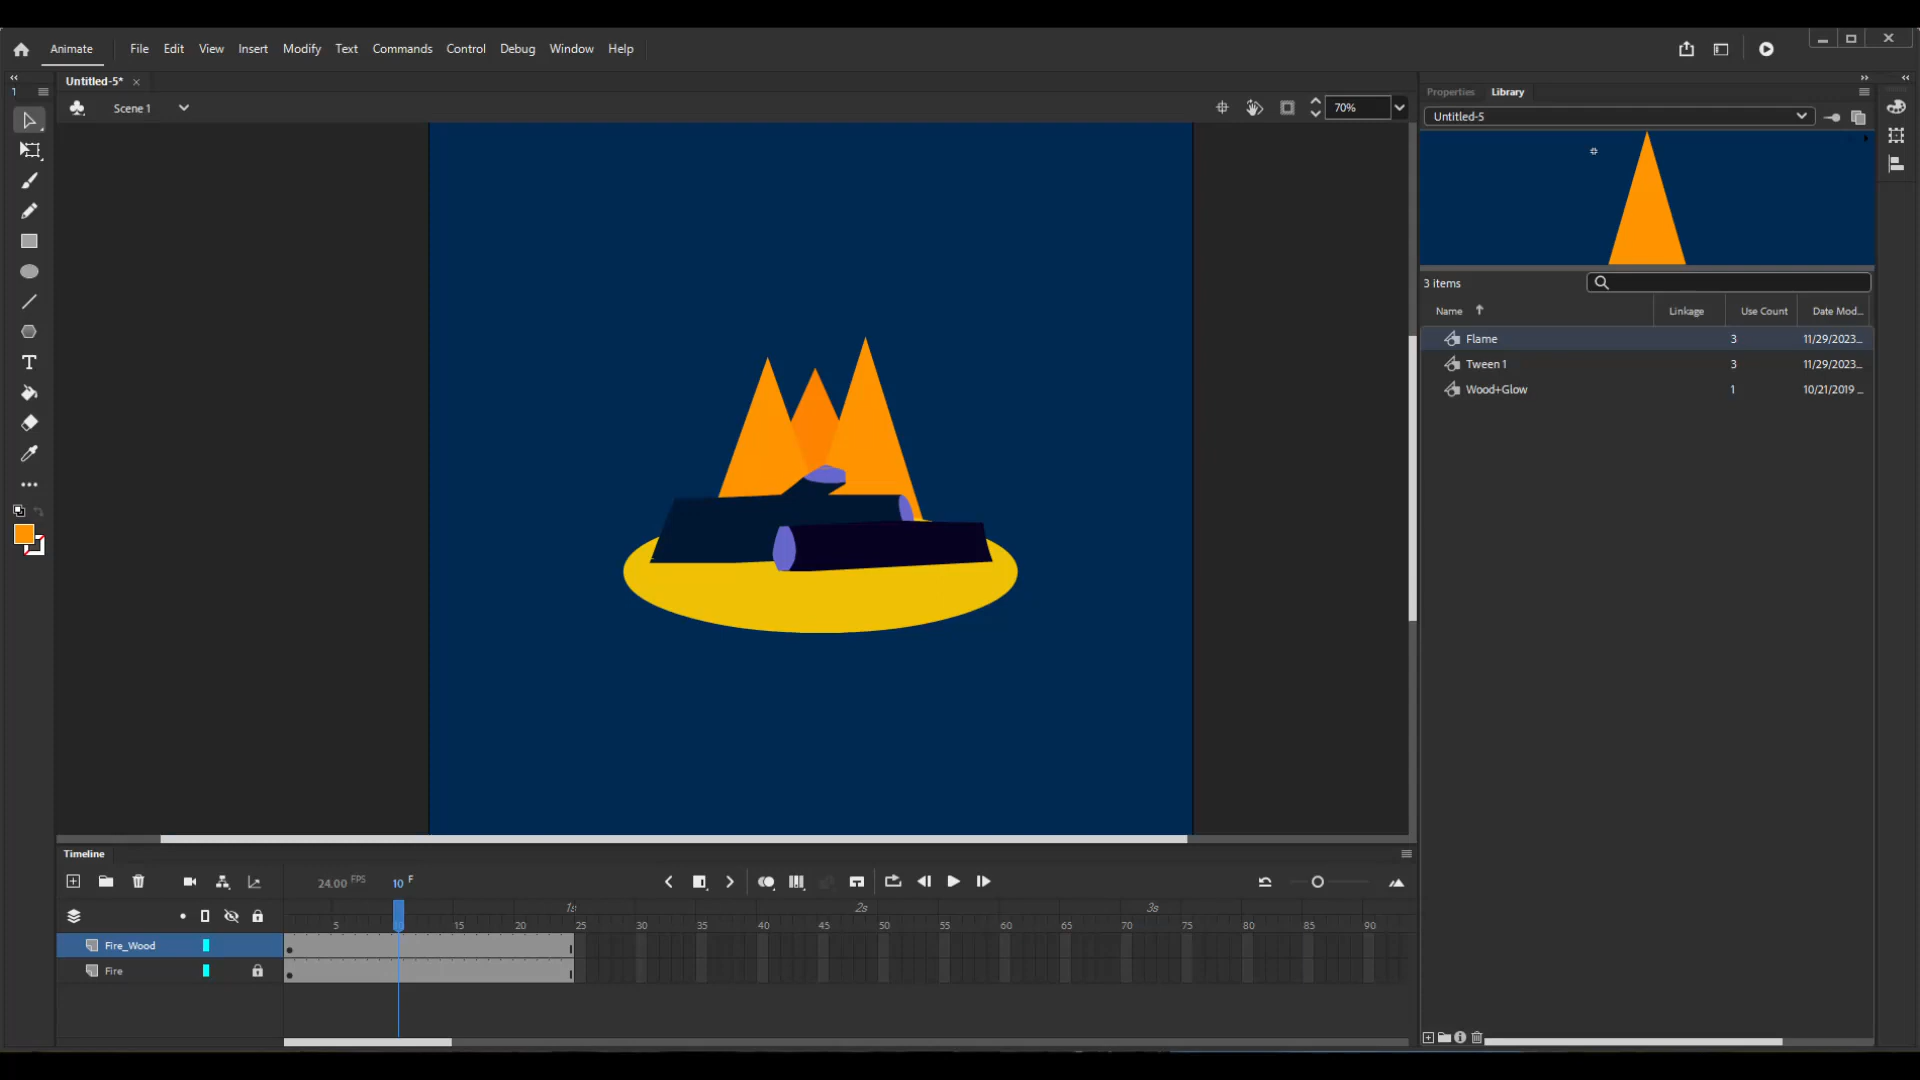 Animate File Edit View Insert Modify Text Commands Control Debug Window Help
Untitled-5*
Scene 1 70%
Properties Library
Untitled-5
3 items
Name Linkage Use Count Date Mod...
Flame 3 11/29/2023...
Tween 1 3 11/29/2023...
Wood+Glow 1 10/21/2019 ...
Timeline
24.00 FPS 10 F
1s 2s 3s
5 15 20 25 30 35 40 45 50 55 60 65 70 75 80 85 90
Fire_Wood
Fire